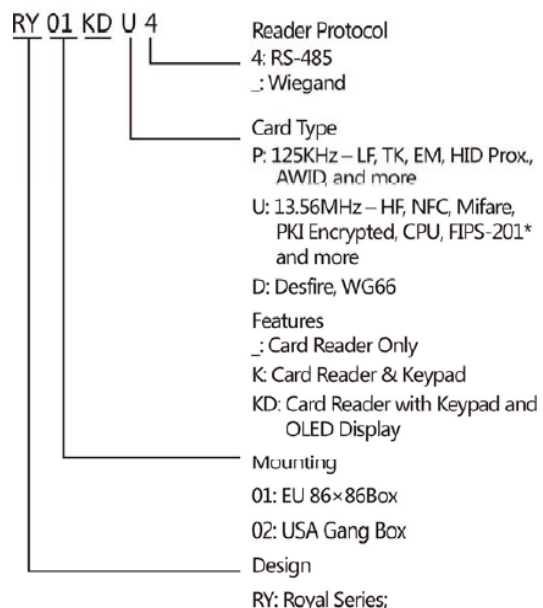 RY 01 KD U 4
Reader Protocol
4: RS-485
_: Wiegand
Card Type
P: 125KHz – LF, TK, EM, HID Prox.,
AWID, and more
U: 13.56MHz – HF, NFC, Mifare,
PKI Encrypted, CPU, FIPS-201*
and more
D: Desfire, WG66
Features
_: Card Reader Only
K: Card Reader & Keypad
KD: Card Reader with Keypad and
OLED Display
Mounting
01: EU 86×86Box
02: USA Gang Box
Design
RY: Royal Series;